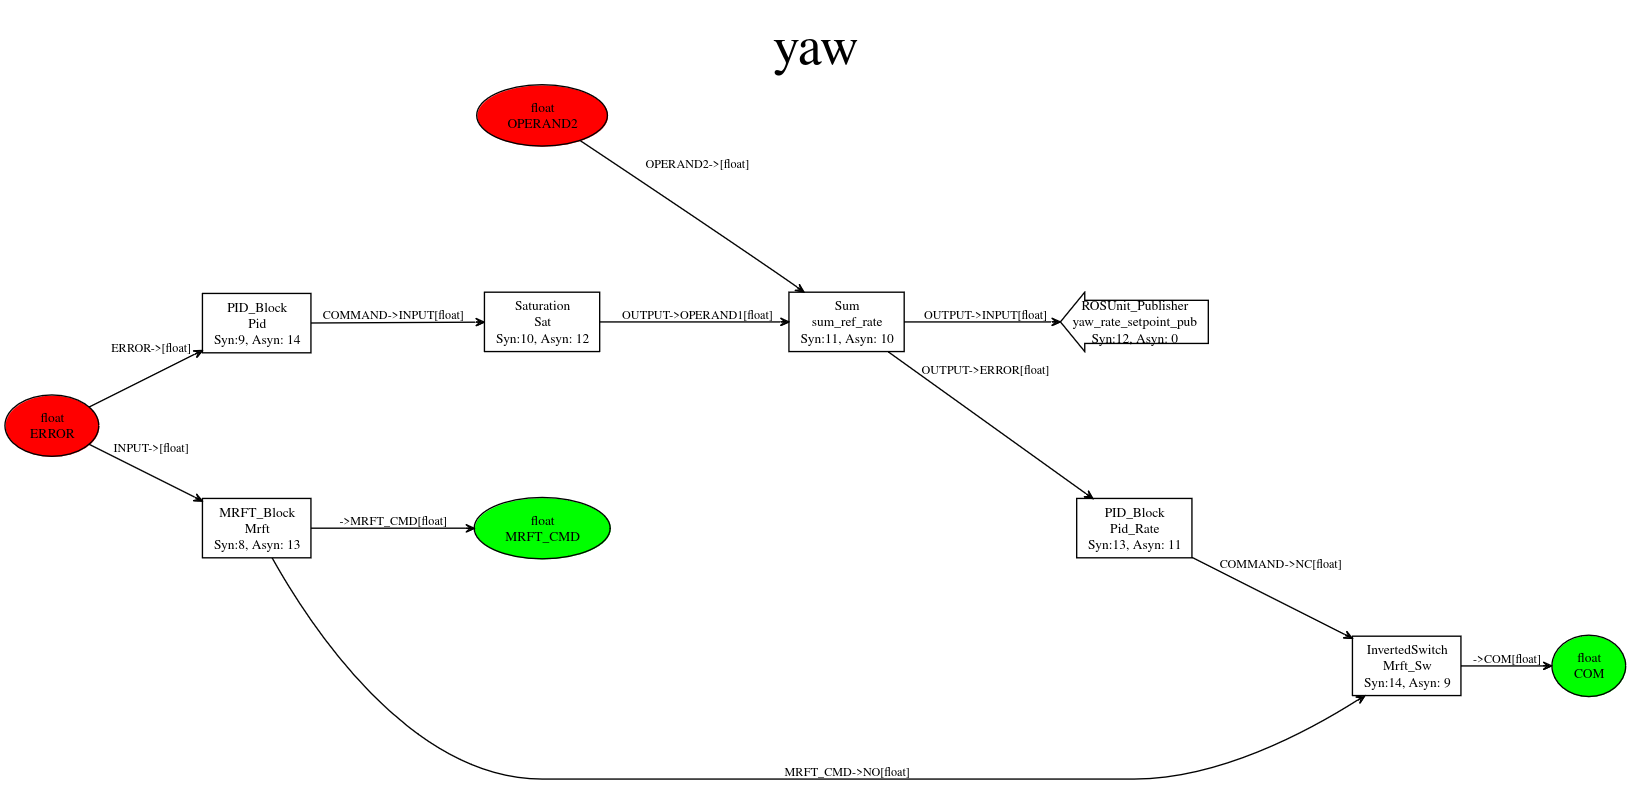 yaw
float
OPERAND2
OPERAND2->[float]
PID_Block
Pid
Syn:9, Asyn: 14
COMMAND->INPUT[float]
Saturation
Sat
Syn:10, Asyn: 12
OUTPUT->OPERAND1[float]
Sum
sum_ref_rate
Syn:11, Asyn: 10
OUTPUT->INPUT[float]
ROSUnit_Publisher
yaw_rate_setpoint_pub
Syn:12, Asyn: 0
ERROR->[float]
OUTPUT->ERROR[float]
float
ERROR
INPUT->[float]
MRFT_Block
Mrft
Syn:8, Asyn: 13
->MRFT_CMD[float]
float
MRFT_CMD
PID_Block
Pid_Rate
Syn:13, Asyn: 11
COMMAND->NC[float]
InvertedSwitch
Mrft_Sw
Syn:14, Asyn: 9
->COM[float]
float
COM
MRFT_CMD->NO[float]